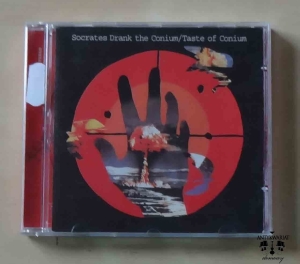 Socrates Drank the Conium/Taste of Conium